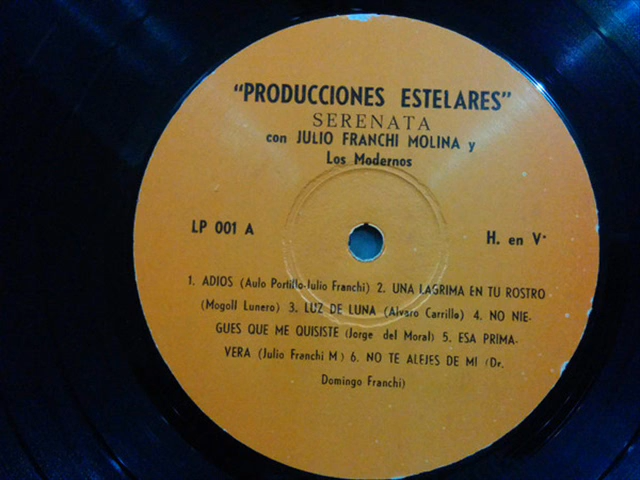 "PRODUCCIONES ESTELARES"
SERENATA
con JULIO FRANCHI MOLINA y
Los Modernos
LP 001 A
H. en V·
1. ADIOS (Aulo Portillo-Iulio Franchi) 2. UNA LAGRIMA EN TU ROSTRO
(Mogoll Lunero) 3. LUZ DE LUNA (Alvaro Carrillo) 4. NO NIE-
GUES QUE ME QUISISTE (Jorge del Moral) 5. ESA PRIMA-
VERA (Julio Franchi M) 6. NO TE ALEJES DE MI (Dr.
Domingo Franchi)